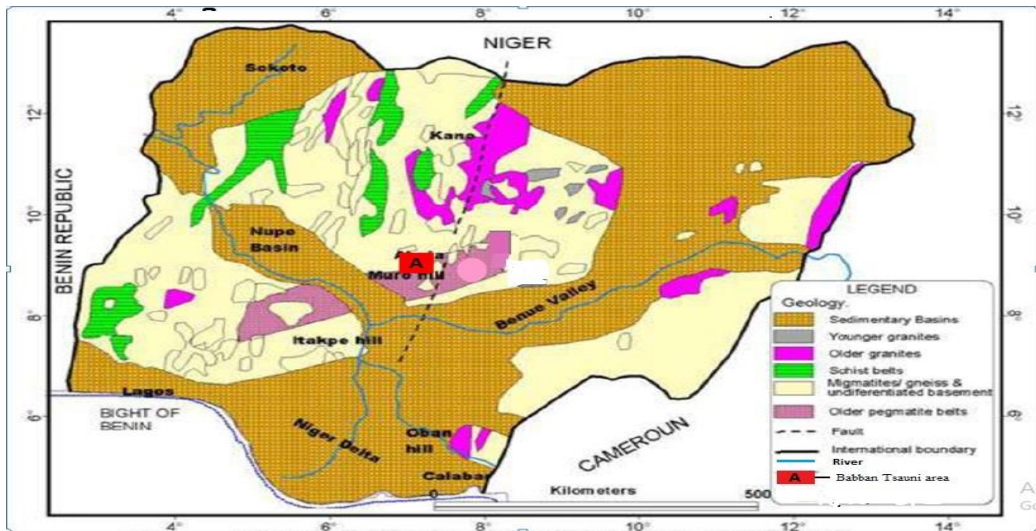 4° 6° 8° 10° 12° 14°
NIGER
Sokoto
12° 12°
Kano
BENIN REPUBLIC
10° 10°
Nupe
Basin
A
Muro hill
Benue Valley
8° 8°
Itakpe hill
Lagos
BIGHT OF
BENIN
6° 6°
Niger Delta
Oban
hill
Calabar
CAMEROUN
0 500
Kilometers
4° 6° 8° 10° 12° 14°
LEGEND
Geology.
Sedimentary Basins
Younger granites
Older granites
Schist belts
Migmatites/ gneiss &
undifferentiated basement
Older pegmatite belts
Fault
International boundary
River
A Babban Tsauni area